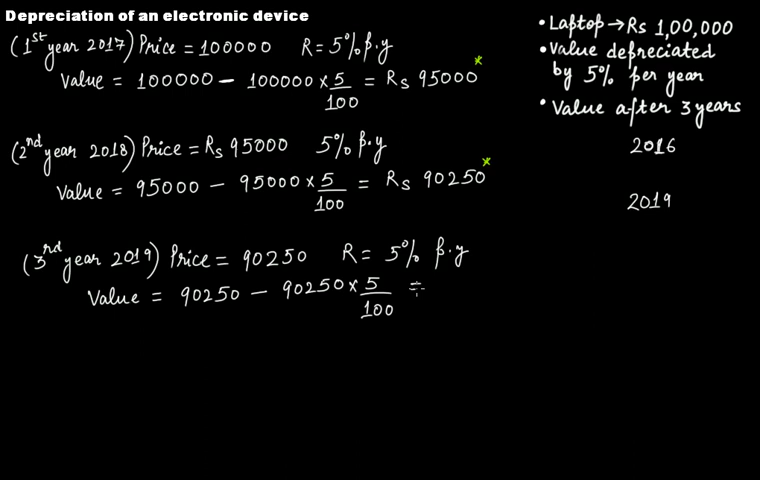 Depreciation of an electronic device
(1st year 2017) Price = 100000 R = 5% p.y
Value = 100000 – 100000 × 5/100 = Rs 95000*
(2nd year 2018) Price = Rs 95000 5% p.y
Value = 95000 – 95000 × 5/100 = Rs 90250*
(3rd year 2019) Price = 90250 R = 5% p.y
Value = 90250 – 90250 × 5/100 =
• Laptop → Rs 1,00,000
• Value depreciated
by 5% per year
• Value after 3 years
2016
2019